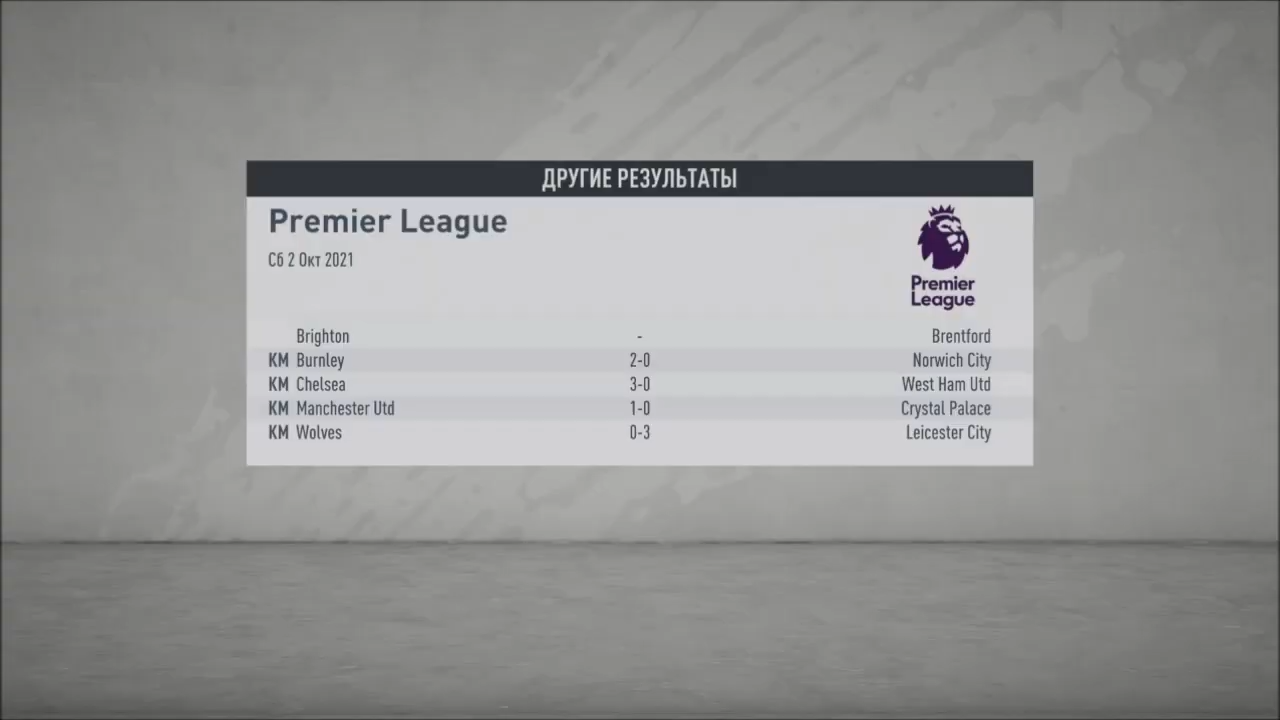 ДРУГИЕ РЕЗУЛЬТАТЫ
Premier League
Сб 2 Окт 2021
Premier
League
Brighton - Brentford
КМ Burnley 2-0 Norwich City
КМ Chelsea 3-0 West Ham Utd
КМ Manchester Utd 1-0 Crystal Palace
КМ Wolves 0-3 Leicester City